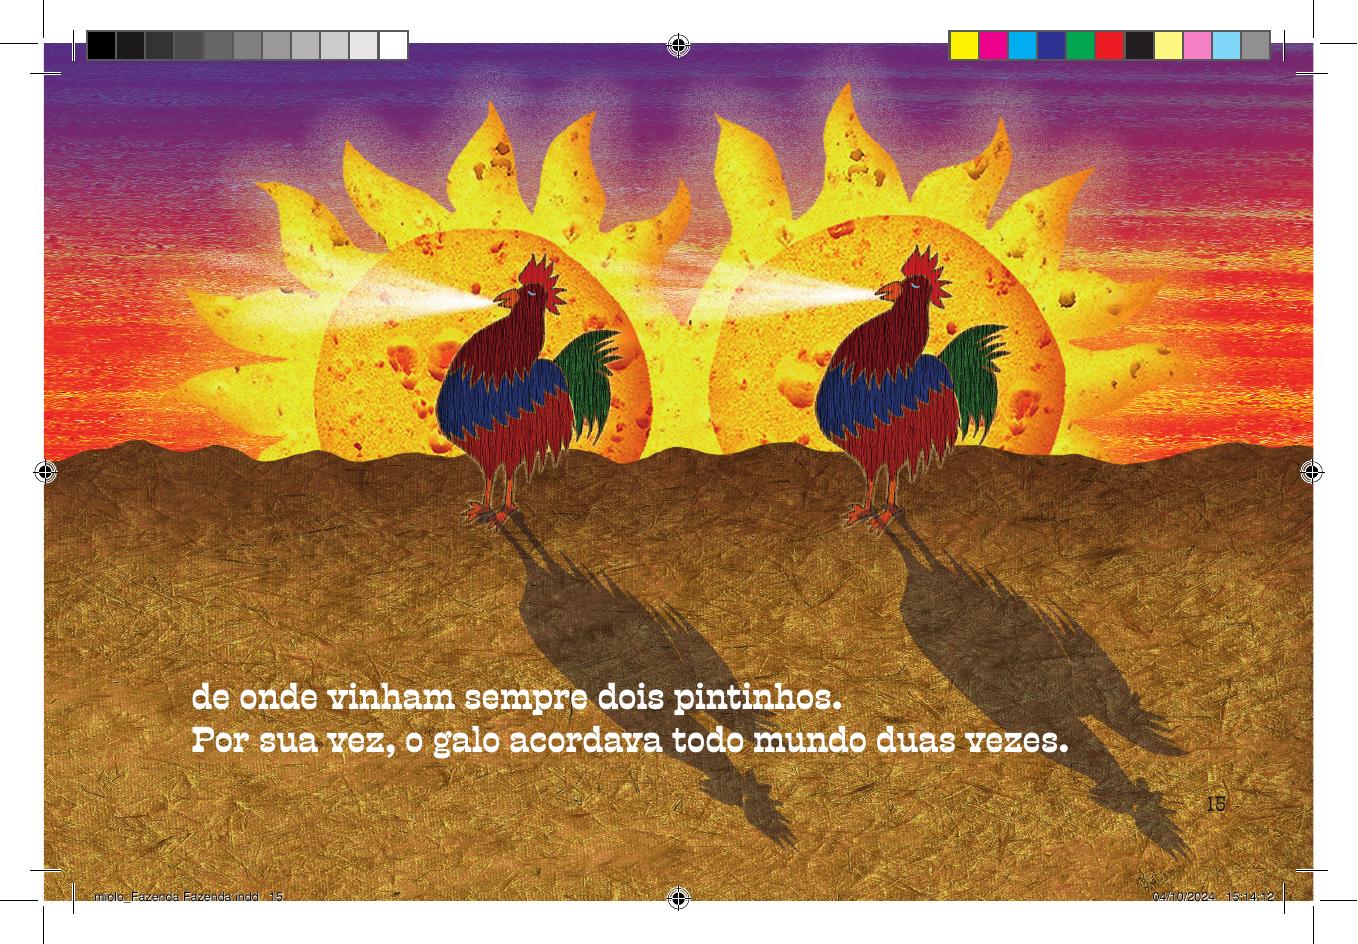 de onde vinham sempre dois pintinhos.
Por sua vez, o galo acordava todo mundo duas vezes.
15
miolo_Fazenda Fazenda.indd 15
04/10/2024 15:14:12